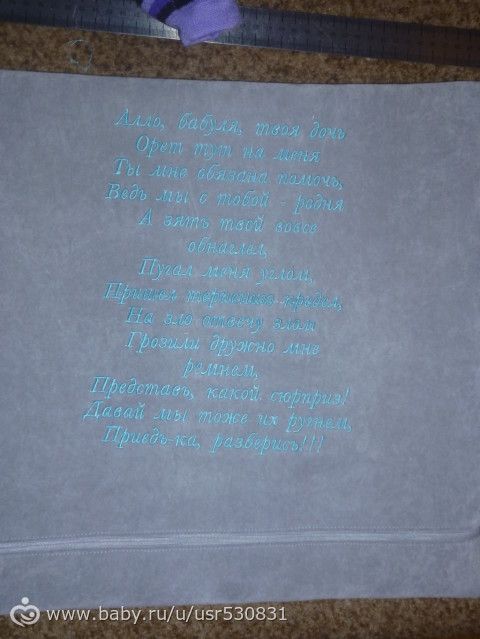 Алло, бабуля, твоя дочь
Орет тут на меня
Ты мне обязана помочь,
Ведь мы с тобой - родня
А зять твой вовсе
обнаглел,
Пугал меня углом,
Пришел терпению предел,
На зло отвечу злом
Грозили дружно мне
ремнем,
Представь, какой сюрприз!
Давай мы тоже их ругнем,
Приедь-ка, разберись!!!
www.baby.ru/u/usr530831